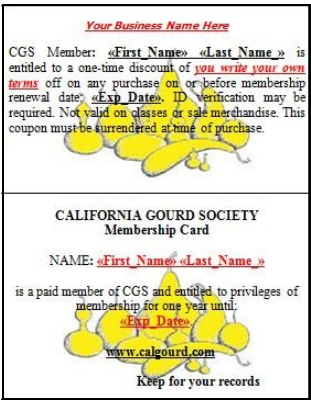 Your Business Name Here
CGS Member: «First_Name» «Last_Name_» is
entitled to a one-time discount of you write your own
terms off on any purchase on or before membership
renewal date: «Exp_Date». ID verification may be
required. Not valid on classes or sale merchandise. This
coupon must be surrendered at time of purchase.
CALIFORNIA GOURD SOCIETY
Membership Card
NAME: «First_Name» «Last_Name_»
is a paid member of CGS and entitled to privileges of
membership for one year until:
«Exp_Date».
www.calgourd.com
Keep for your records